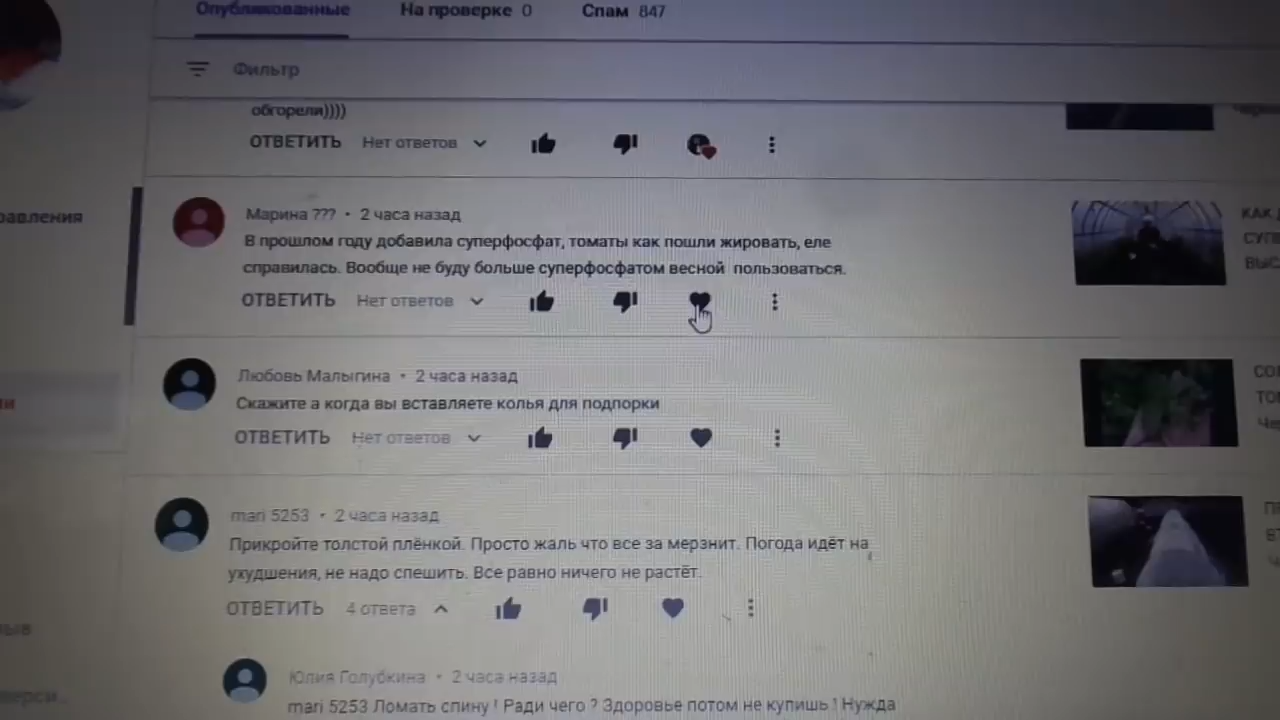 Опубликованные На проверке 0 Спам 847
Фильтр
обгорели))))
ОТВЕТИТЬ Нет ответов
равления
Марина ??? • 2 часа назад
В прошлом году добавила суперфосфат, томаты как пошли жировать, еле
справилась. Вообще не буду больше суперфосфатом весной пользоваться.
ОТВЕТИТЬ Нет ответов
Любовь Малыгина • 2 часа назад
Скажите а когда вы вставляете колья для подпорки
ОТВЕТИТЬ Нет ответов
mari 5253 • 2 часа назад
Прикройте толстой плёнкой. Просто жаль что все за мерзнит. Погода идёт на
ухудшения, не надо спешить. Все равно ничего не растёт.
ОТВЕТИТЬ 4 ответа
Юлия Голубкина • 2 часа назад
mari 5253 Ломать спину ! Ради чего ? Здоровье потом не купишь ! Нужда